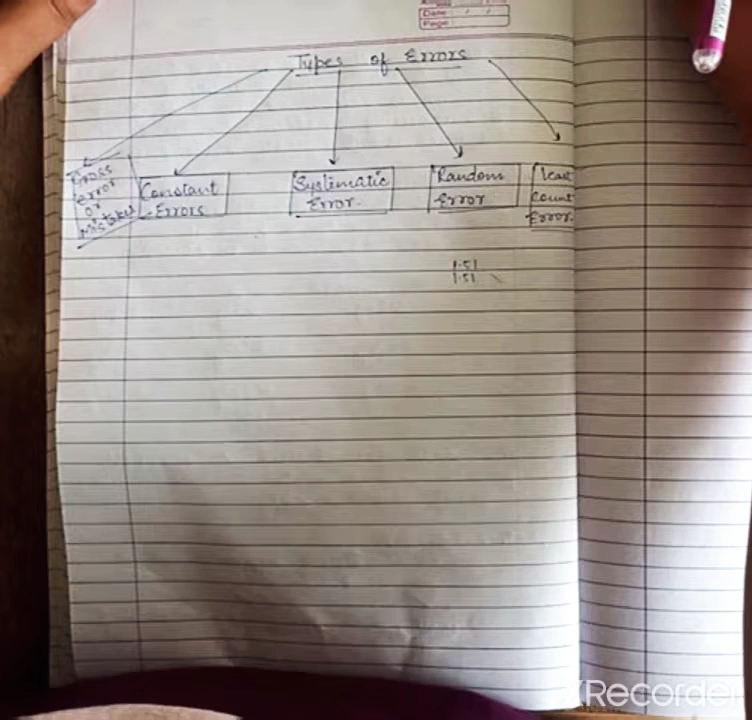 Date : / /
Page :
Types of Errors
Gross
error
or
Mistakes
Constant
Errors
Systematic
Error.
Random
Error
least
count
Error.
1.51
1.51
XRecorder